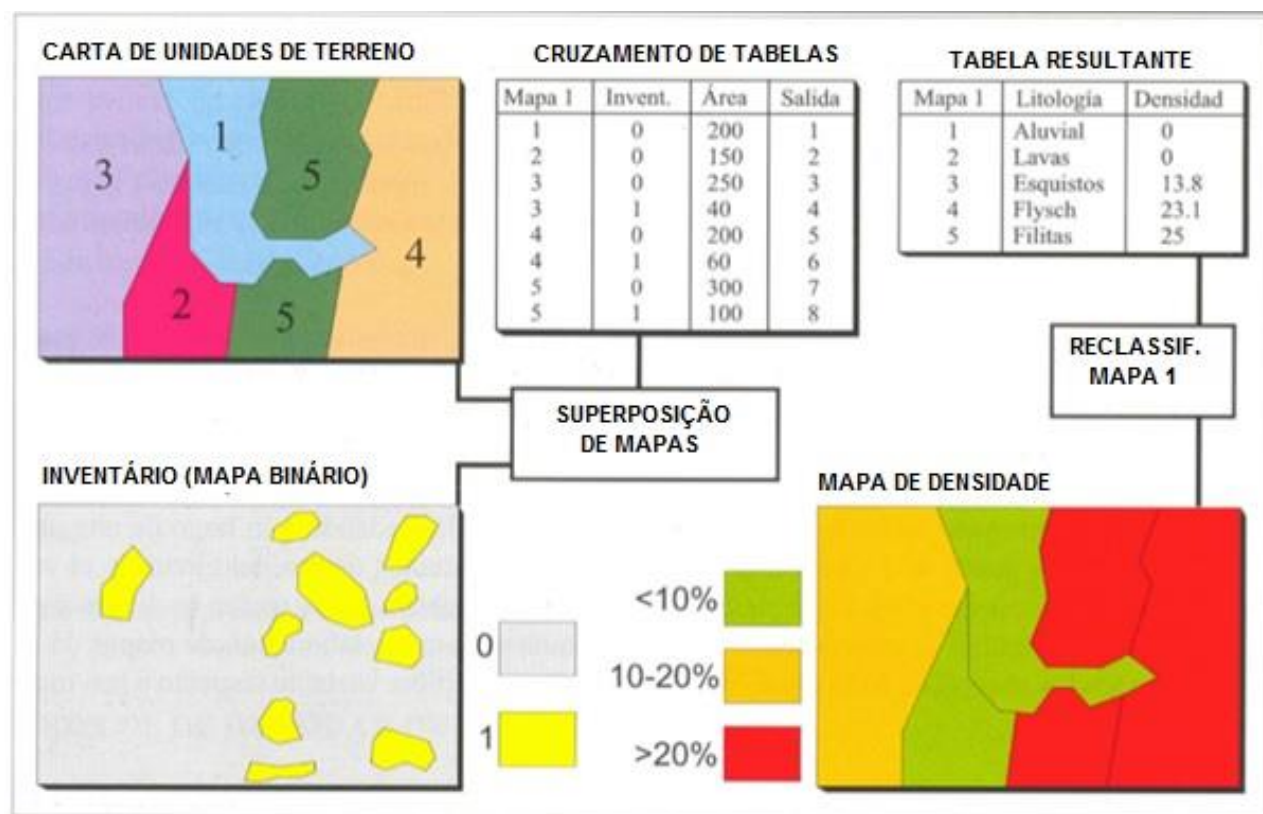 CARTA DE UNIDADES DE TERRENO
3
1
5
4
2
5
CRUZAMENTO DE TABELAS
Mapa 1 Invent. Área Salida
1 0 200 1
2 0 150 2
3 0 250 3
3 1 40 4
4 0 200 5
4 1 60 6
5 0 300 7
5 1 100 8
TABELA RESULTANTE
Mapa 1 Litología Densidad
1 Aluvial 0
2 Lavas 0
3 Esquistos 13.8
4 Flysch 23.1
5 Filitas 25
RECLASSIF.
MAPA 1
SUPERPOSIÇÃO
DE MAPAS
INVENTÁRIO (MAPA BINÁRIO)
0
1
MAPA DE DENSIDADE
<10%
10-20%
>20%